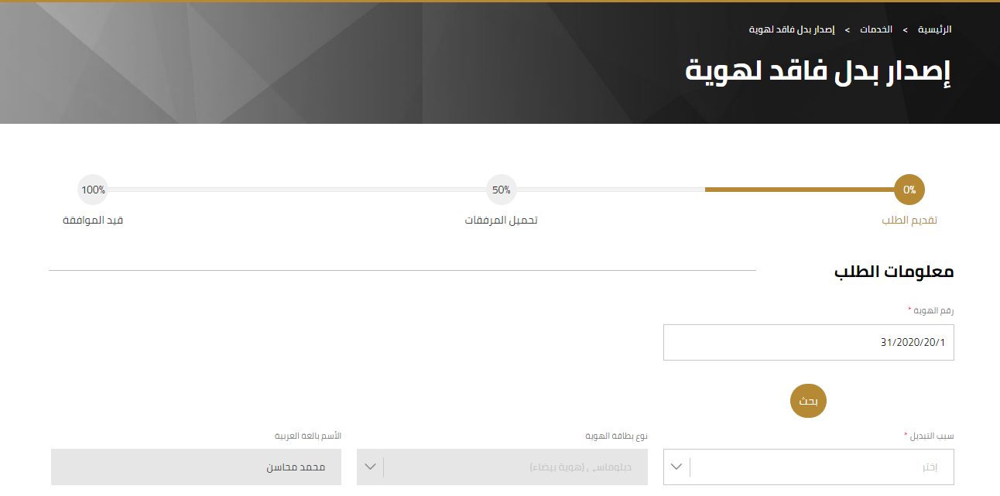 الرئيسية > الخدمات > إصدار بدل فاقد لهوية
إصدار بدل فاقد لهوية
0% 50% 100%
تقديم الطلب تحميل المرفقات قيد الموافقة
معلومات الطلب
رقم الهوية *
31/2020/20/1
بحث
سبب التبديل * نوع بطاقة الهوية الأسم بالغة العربية
إختر دبلوماسي (هوية بيضاء) محمد محاسن